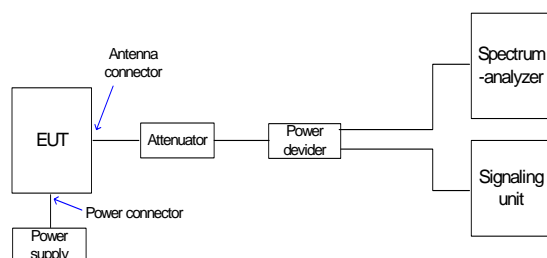 Antenna
connector
EUT
Attenuator
Power
devider
Spectrum
-analyzer
Signaling
unit
Power connector
Power
supply